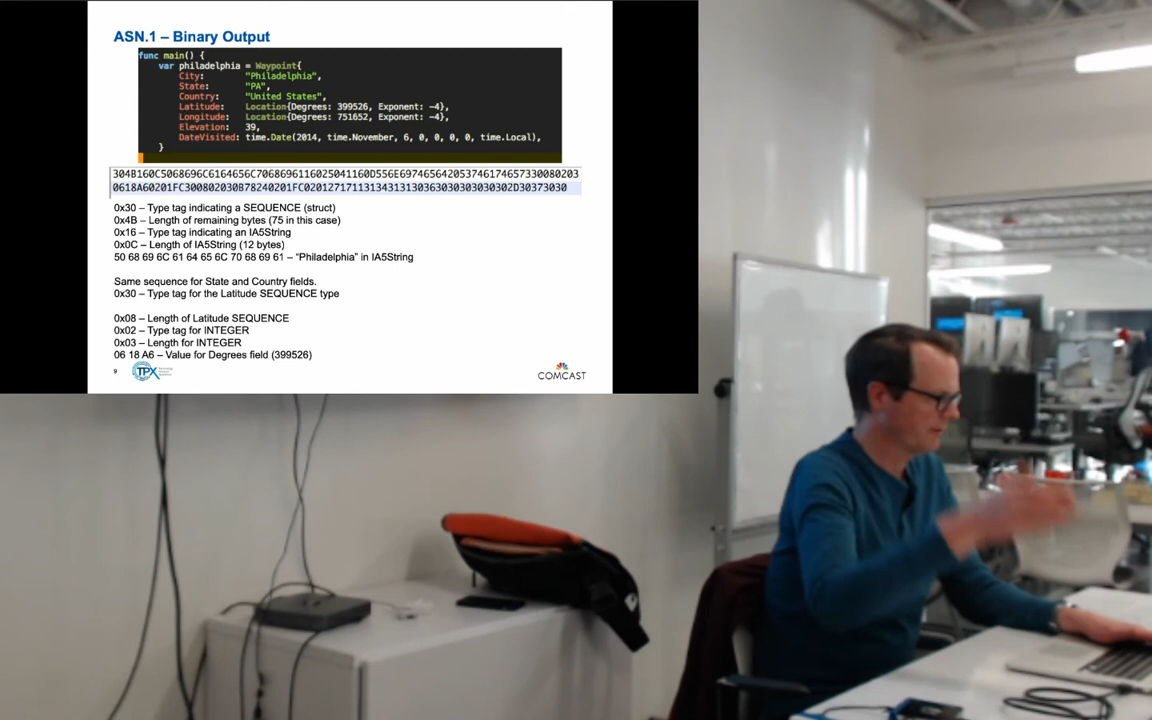 ASN.1 – Binary Output
func main() {
var philadelphia = Waypoint{
City: "Philadelphia",
State: "PA",
Country: "United States",
Latitude: Location{Degrees: 399526, Exponent: -4},
Longitude: Location{Degrees: 751652, Exponent: -4},
Elevation: 39,
DateVisited: time.Date(2014, time.November, 6, 0, 0, 0, 0, time.Local),
}
304B160C5068696C6164656C70686961160250411 60D556E697465642053746174657330080203
0618A60201FC300802030B78240201FC020127171131343131303630303030302D30373030
0x30 – Type tag indicating a SEQUENCE (struct)
0x4B – Length of remaining bytes (75 in this case)
0x16 – Type tag indicating an IA5String
0x0C – Length of IA5String (12 bytes)
50 68 69 6C 61 64 65 6C 70 68 69 61 – “Philadelphia” in IA5String
Same sequence for State and Country fields.
0x30 – Type tag for the Latitude SEQUENCE type
0x08 – Length of Latitude SEQUENCE
0x02 – Type tag for INTEGER
0x03 – Length for INTEGER
06 18 A6 – Value for Degrees field (399526)
9
TPX
COMCAST